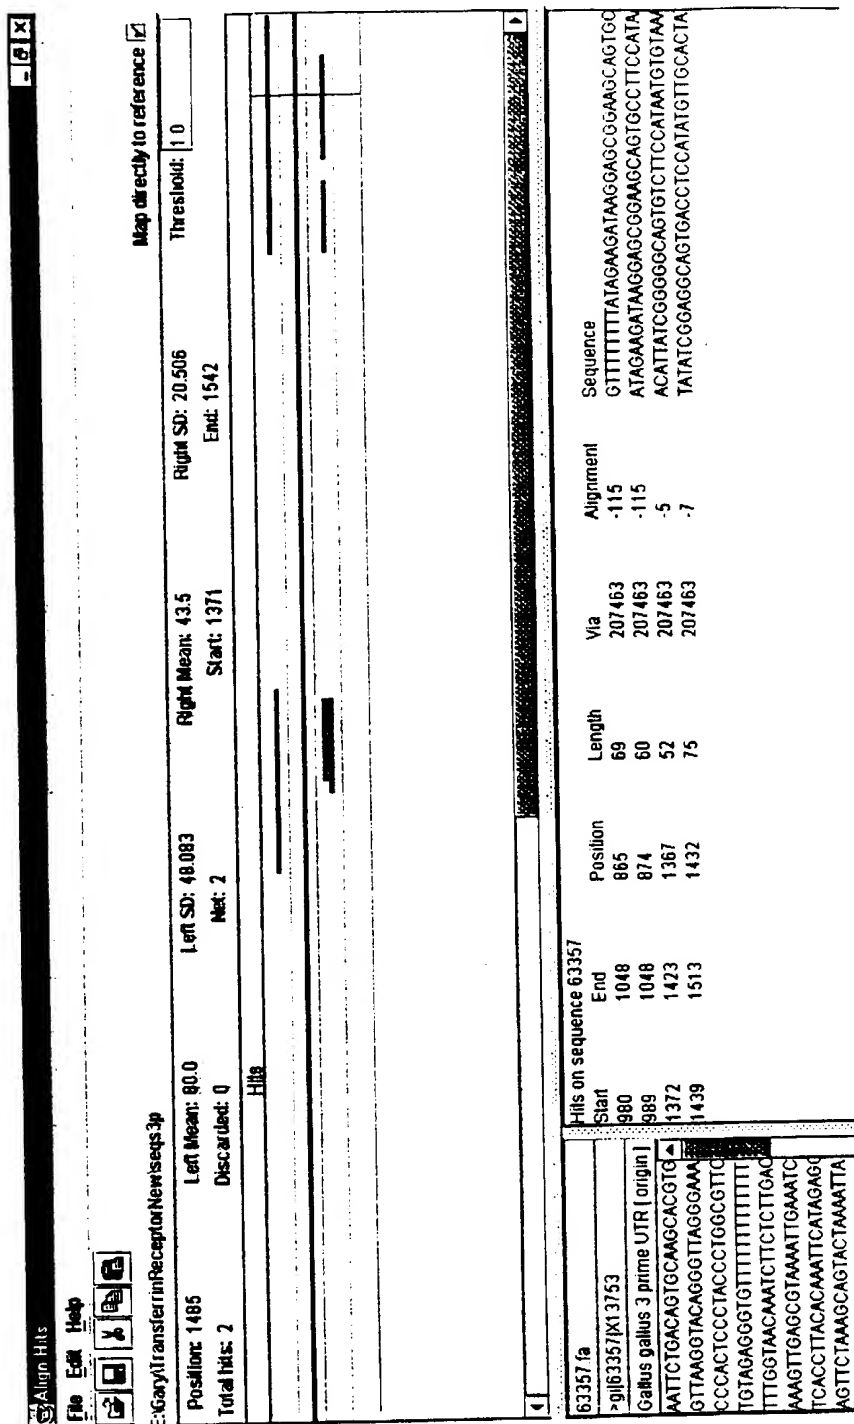 Align Hits
File Edit Help
Map directly to reference
E:\Gary\TransferrinReceptorNew\seqs3p
Position: 1485 Left Mean: 80.0 Left SD: 48.083 Right Mean: 43.5 Right SD: 20.506 Threshold: 10
Total hits: 2 Discarded: 0 Net: 2 Start: 1371 End: 1542
Hits
63357.fa
>gi|63357|X13753
Gallus gallus 3 prime UTR [ origin ]
AATTCTGACAGTGCAAGCACGTG
GTTAAGGTACAGGGTTAGGGAAA
CCCACTCCCTACCCTGGCGTTC
TGTAGAGGGTGTTTTTTTTTTTTT
TTTGGTAACAAATCTTCTCTTGAC
AAAGTTGAGCGTAAAATTGAAATC
TCACCTTACACAAATTCATAGAGG
AGTTCTAAAGCAGTACTAAAATTA
Hits on sequence 63357
Start End Position Length Via Alignment Sequence
980 1048 865 69 207463 -115 GTTTTTTTTATAGAAGATAAGGAGCGGAAGCAGTGC
989 1048 874 60 207463 -115 ATAGAAGATAAGGAGCGGAAGCAGTGCCTTCCATA
1372 1423 1367 52 207463 -5 ACATTATCGGGGGCAGTGTCTTCCATAATGTGTAA
1439 1513 1432 75 207463 -7 TATATCGGAGGCAGTGACCTCCATATGTTGCACTA